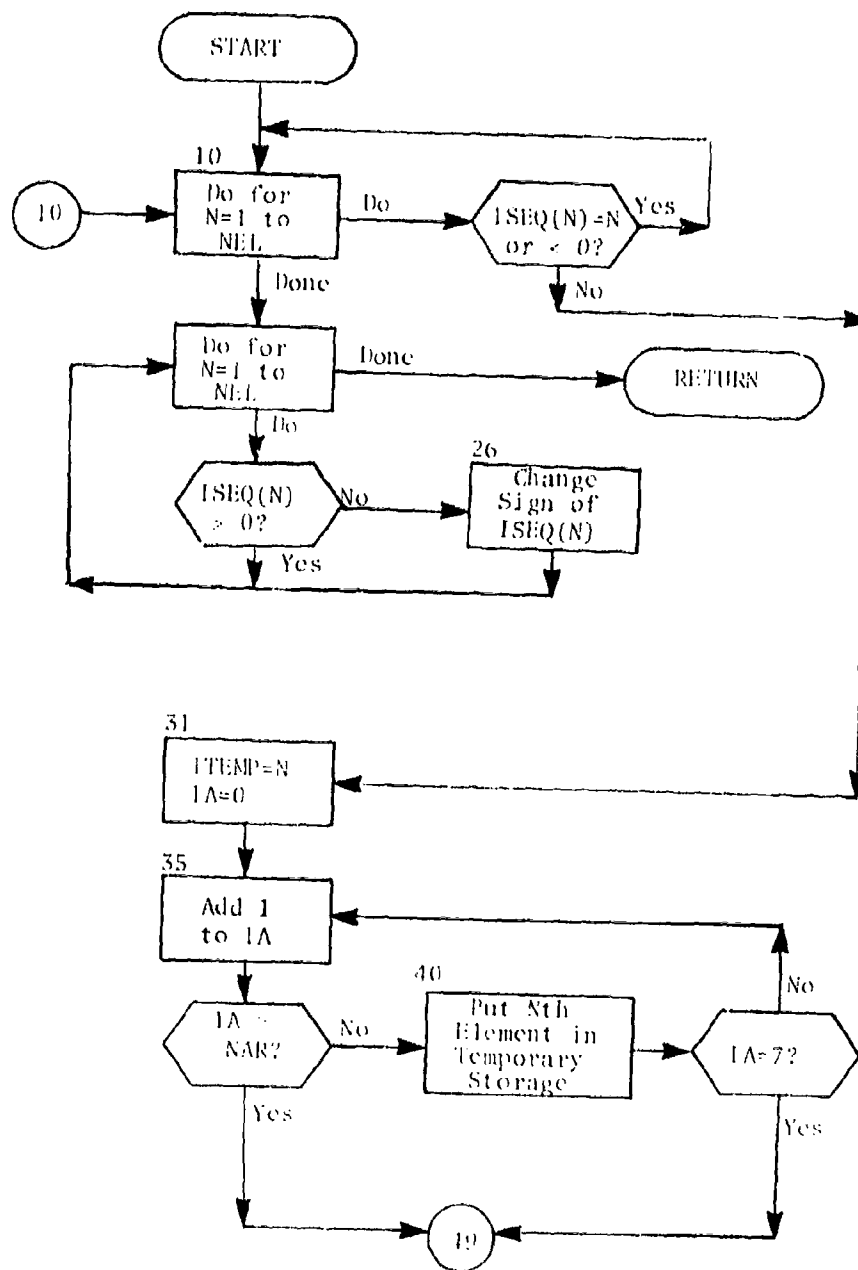 START
10
10
Do for
N=1 to
NEL
Do
ISEQ(N)=N
or < 0?
Yes
No
Done
Do for
N=1 to
NEL
Done
RETURN
Do
ISEQ(N)
> 0?
No
Yes
26
Change
Sign of
ISEQ(N)
31
ITEMP=N
IA=0
35
Add 1
to IA
IA
NAR?
No
Yes
40
Put Nth
Element in
Temporary
Storage
IA=7?
No
Yes
49